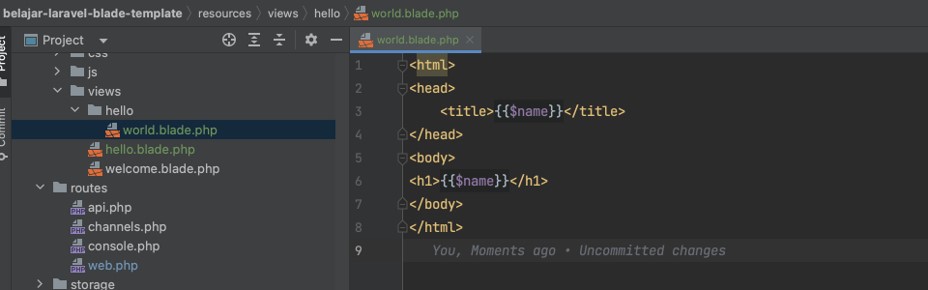 belajar-laravel-blade-template > resources > views > hello > world.blade.php
Project
Project
Commit
css
js
views
hello
world.blade.php
hello.blade.php
welcome.blade.php
routes
api.php
channels.php
console.php
web.php
storage
world.blade.php
1 <html>
2 <head>
3 <title>{{$name}}</title>
4 </head>
5 <body>
6 <h1>{{$name}}</h1>
7 </body>
8 </html>
9 You, Moments ago • Uncommitted changes